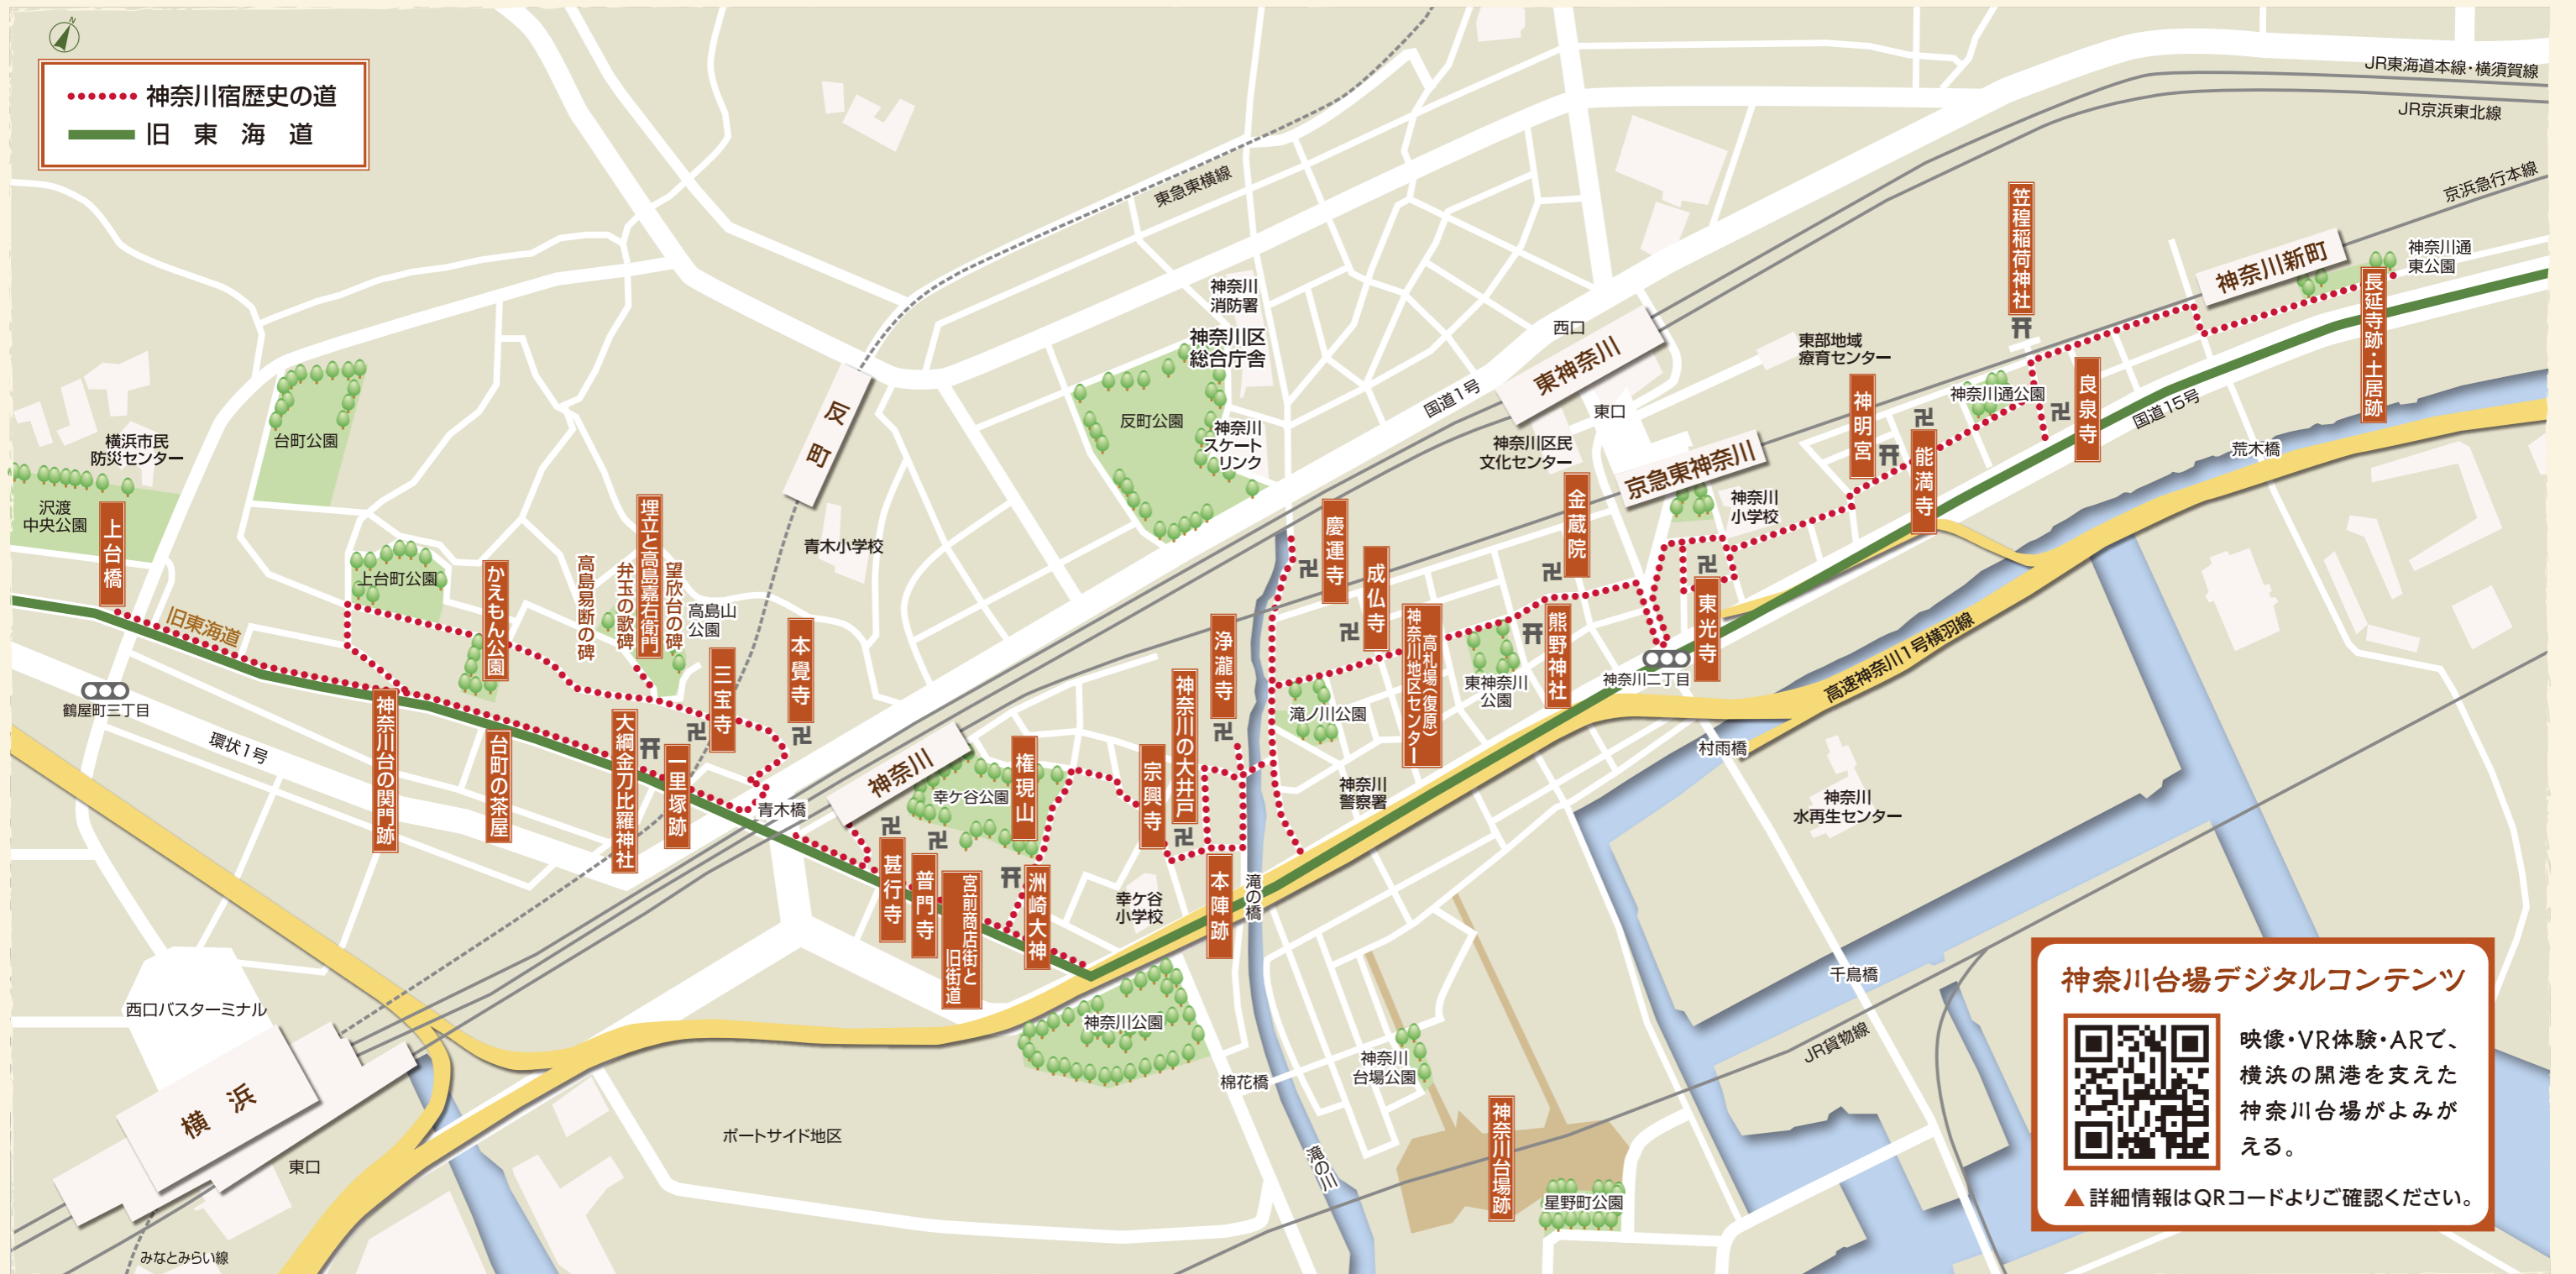 N
神奈川宿歴史の道
旧東海道
JR東海道本線・横須賀線
JR京浜東北線
京浜急行本線
東急東横線
笠䅣稲荷神社
神奈川新町
神奈川通
東公園
長延寺跡・土居跡
神奈川
消防署
神奈川区
総合庁舎
西口
東神奈川
東口
東部地域
療育センター
神奈川通公園
良泉寺
国道15号
荒木橋
神明宮
能満寺
国道1号
反町公園
神奈川
スケート
リンク
神奈川区民
文化センター
京急東神奈川
神奈川
小学校
金蔵院
反町
台町公園
横浜市民
防災センター
沢渡
中央公園
上台橋
旧東海道
上台町公園
かえもん公園
高島易断の碑
弁玉の歌碑
埋立と高島嘉右衛門
望欣台の碑
高島山
公園
青木小学校
三宝寺
本覺寺
慶運寺
成仏寺
高札場(復原)
神奈川地区センター
東神奈川
公園
熊野神社
神奈川二丁目
東光寺
高速神奈川1号横羽線
村雨橋
鶴屋町三丁目
環状1号
神奈川台の関門跡
台町の茶屋
大綱金刀比羅神社
一里塚跡
青木橋
神奈川
幸ケ谷公園
権現山
宗興寺
神奈川の大井戸
浄瀧寺
滝ノ川公園
神奈川
警察署
神奈川
水再生センター
甚行寺
普門寺
宮前商店街と
旧街道
洲崎大神
幸ケ谷
小学校
本陣跡
滝の橋
千鳥橋
西口バスターミナル
横浜
東口
みなとみらい線
ポートサイド地区
神奈川公園
棉花橋
滝の川
神奈川
台場公園
神奈川台場跡
星野町公園
JR貨物線
神奈川台場デジタルコンテンツ
映像・VR体験・ARで、
横浜の開港を支えた
神奈川台場がよみが
える。
▲詳細情報はQRコードよりご確認ください。